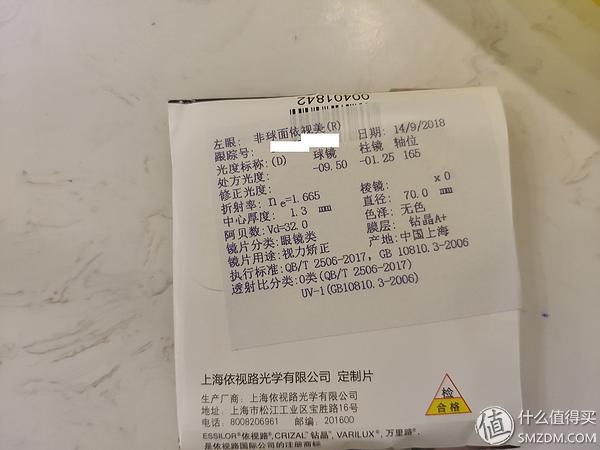 00401842
左眼: 非球面依视美(R) 日期: 14/9/2018
跟踪号:
光度标称:(D) 球镜 柱镜 轴位
处方光度: -09.50 -01.25 165
修正光度:
折射率: ne=1.665 棱镜: x 0
中心厚度: 1.3 mm 直径: 70.0 mm
阿贝数: Vd=32.0 色泽: 无色
镜片分类: 眼镜类 膜层: 钻晶A+
镜片用途: 视力矫正 产地: 中国上海
执行标准: QB/T 2506-2017, GB 10810.3-2006
透射比分类: 0类(QB/T 2506-2017)
UV-1(GB10810.3-2006)
上海依视路光学有限公司 定制片
生产厂商: 上海依视路光学有限公司
地址: 上海市松江工业区宝胜路16号
电话: 8008206961 邮编: 201600
ESSILOR®依视路®, CRIZAL®钻晶®, VARILUX®, 万里路®,
是依视路国际公司的注册商标
检
合格
值 什么值得买
SMZDM.COM